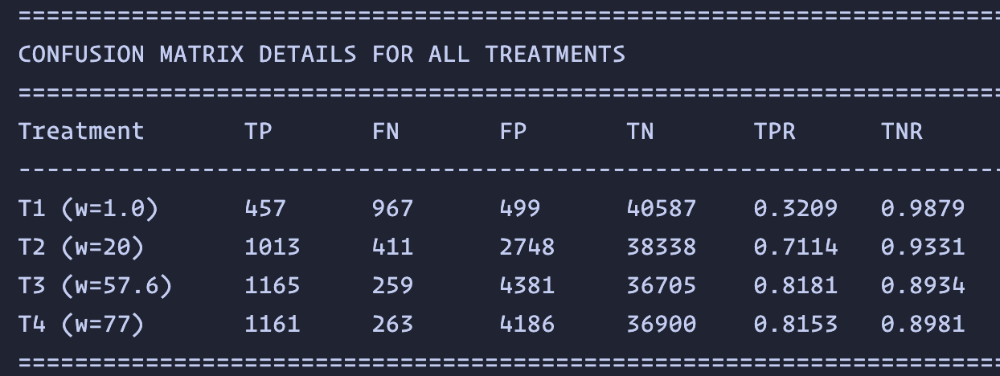 ======================================================================
CONFUSION MATRIX DETAILS FOR ALL TREATMENTS
======================================================================
Treatment       TP       FN       FP       TN       TPR      TNR
----------------------------------------------------------------------
T1 (w=1.0)      457      967      499      40587    0.3209   0.9879
T2 (w=20)       1013     411      2748     38338    0.7114   0.9331
T3 (w=57.6)     1165     259      4381     36705    0.8181   0.8934
T4 (w=77)       1161     263      4186     36900    0.8153   0.8981
======================================================================